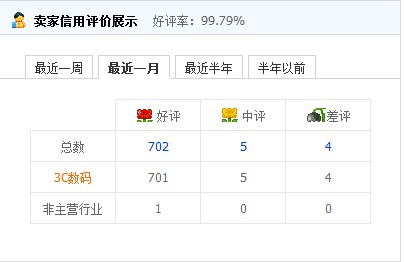 卖家信用评价展示 好评率：99.79%
最近一周 最近一月 最近半年 半年以前
好评 中评 差评
总数 702 5 4
3C数码 701 5 4
非主营行业 1 0 0